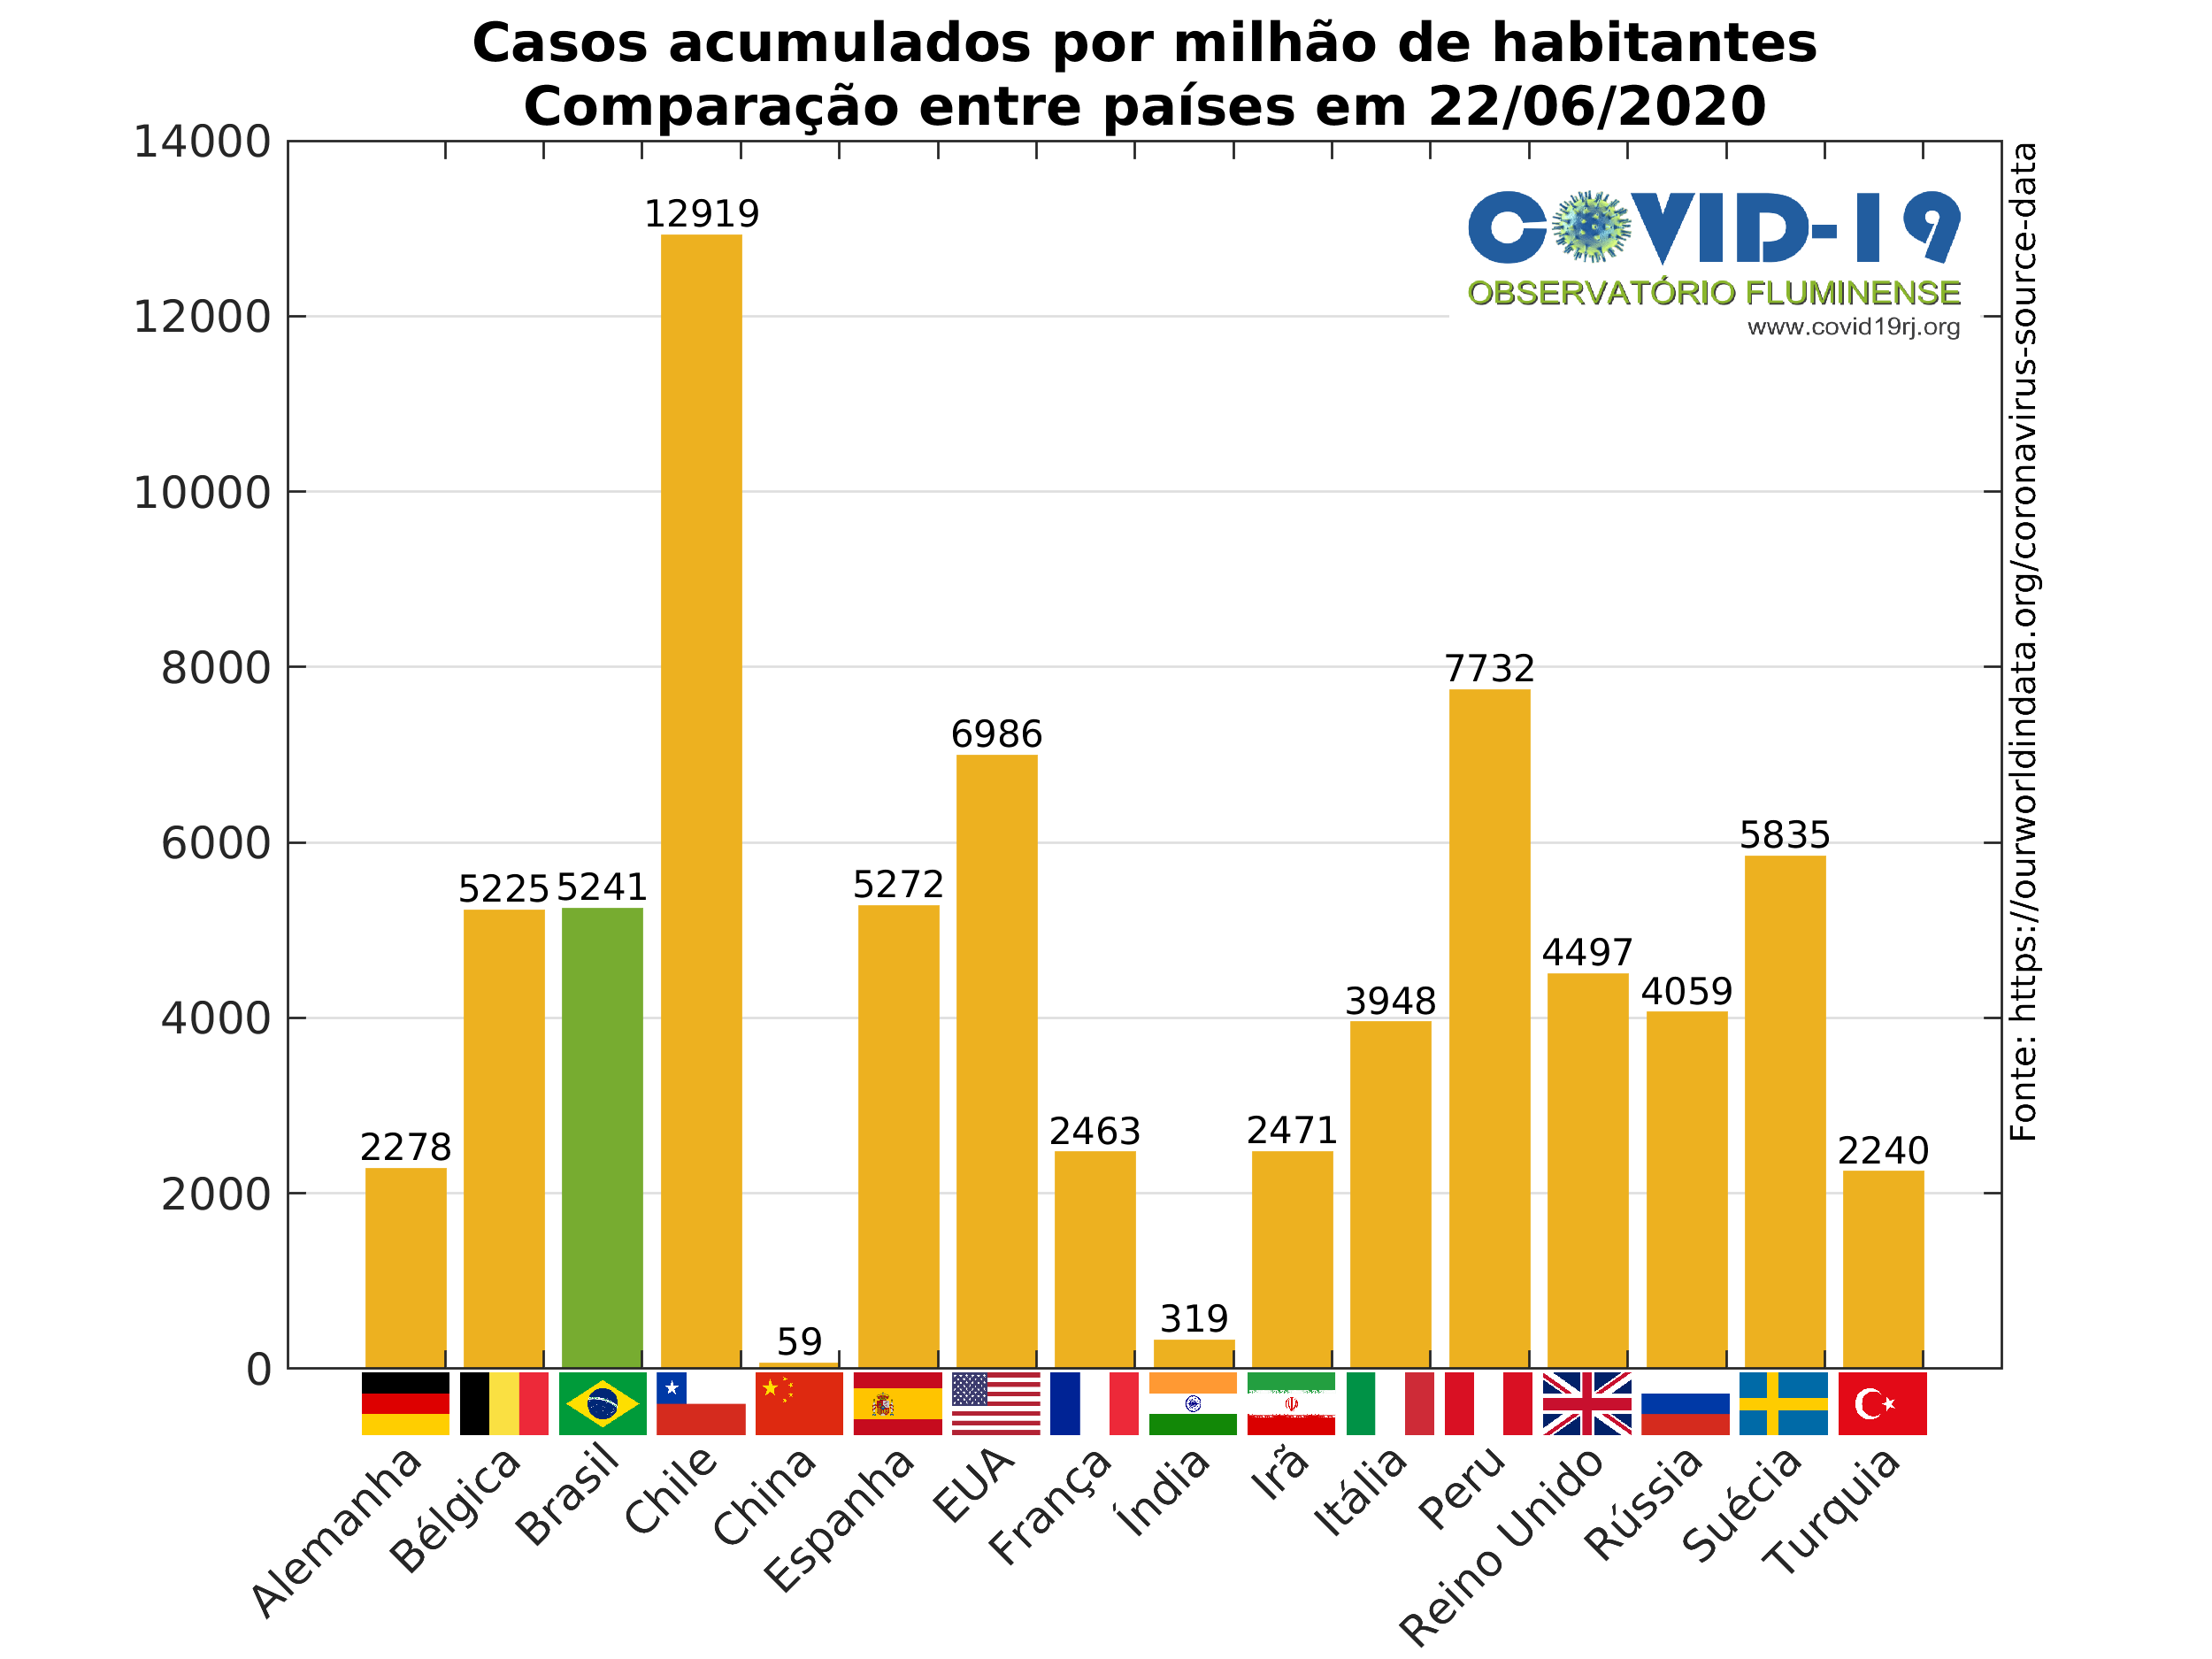 Casos acumulados por milhão de habitantes
Comparação entre países em 22/06/2020
14000
12000
10000
8000
6000
4000
2000
0
2278
5225
5241
12919
59
5272
6986
2463
319
2471
3948
7732
4497
4059
5835
2240
COVID-19
OBSERVATÓRIO FLUMINENSE
www.covid19rj.org
Fonte: https://ourworldindata.org/coronavirus-source-data
Alemanha
Bélgica
Brasil
Chile
China
Espanha
EUA
França
Índia
Irã
Itália
Peru
Reino Unido
Rússia
Suécia
Turquia